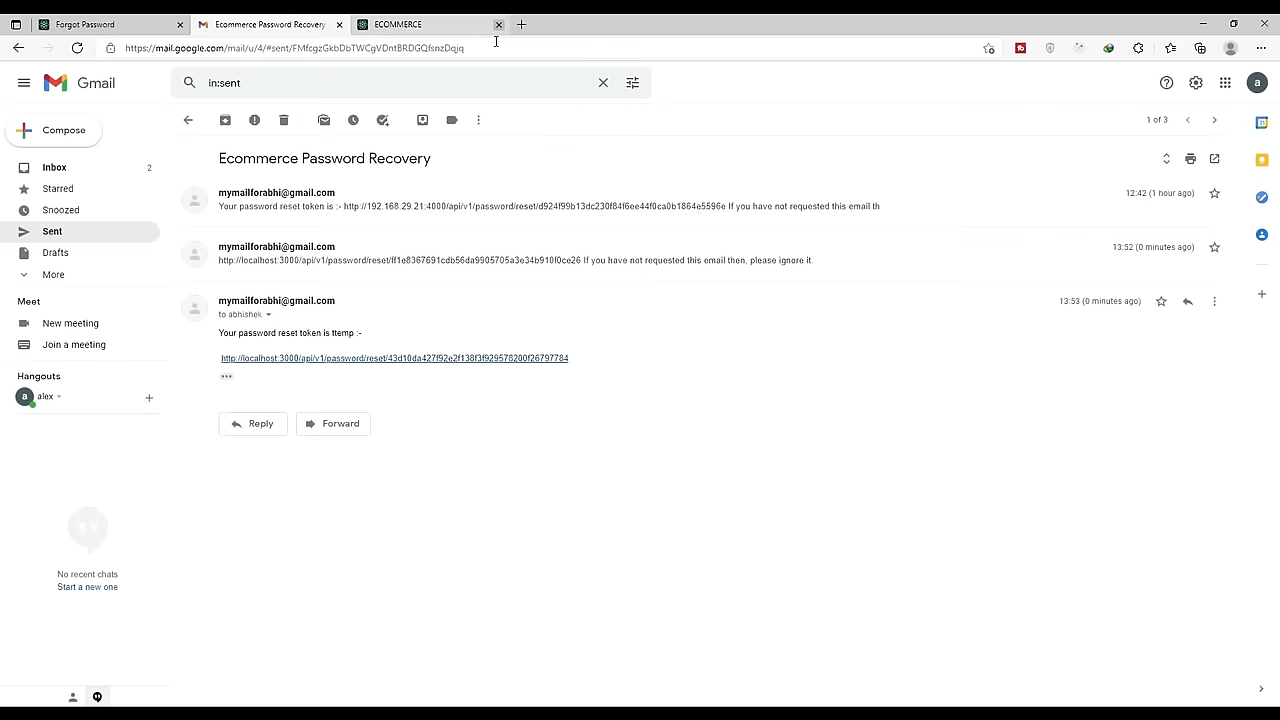 Forgot Password
Ecommerce Password Recovery
ECOMMERCE
https://mail.google.com/mail/u/4/#sent/FMfcgzGkbDbTWCgVDntBRDGQfsnzDqjq
Gmail
in:sent
a
Compose
1 of 3
Inbox 2
Starred
Snoozed
Sent
Drafts
More
Meet
New meeting
Join a meeting
Hangouts
a alex
No recent chats
Start a new one
Ecommerce Password Recovery
mymailforabhi@gmail.com 12:42 (1 hour ago)
Your password reset token is :- http://192.168.29.21:4000/api/v1/password/reset/d924f99b13dc230f84f6ee44f0ca0b1864e5596e If you have not requested this email th
mymailforabhi@gmail.com 13:52 (0 minutes ago)
http://localhost:3000/api/v1/password/reset/ff1e8367691cdb56da9905705a3e34b910f0ce26 If you have not requested this email then, please ignore it.
mymailforabhi@gmail.com 13:53 (0 minutes ago)
to abhishek
Your password reset token is ttemp :-
http://localhost:3000/api/v1/password/reset/43d10da427f92e2f138f3f929578200f26797784
Reply Forward